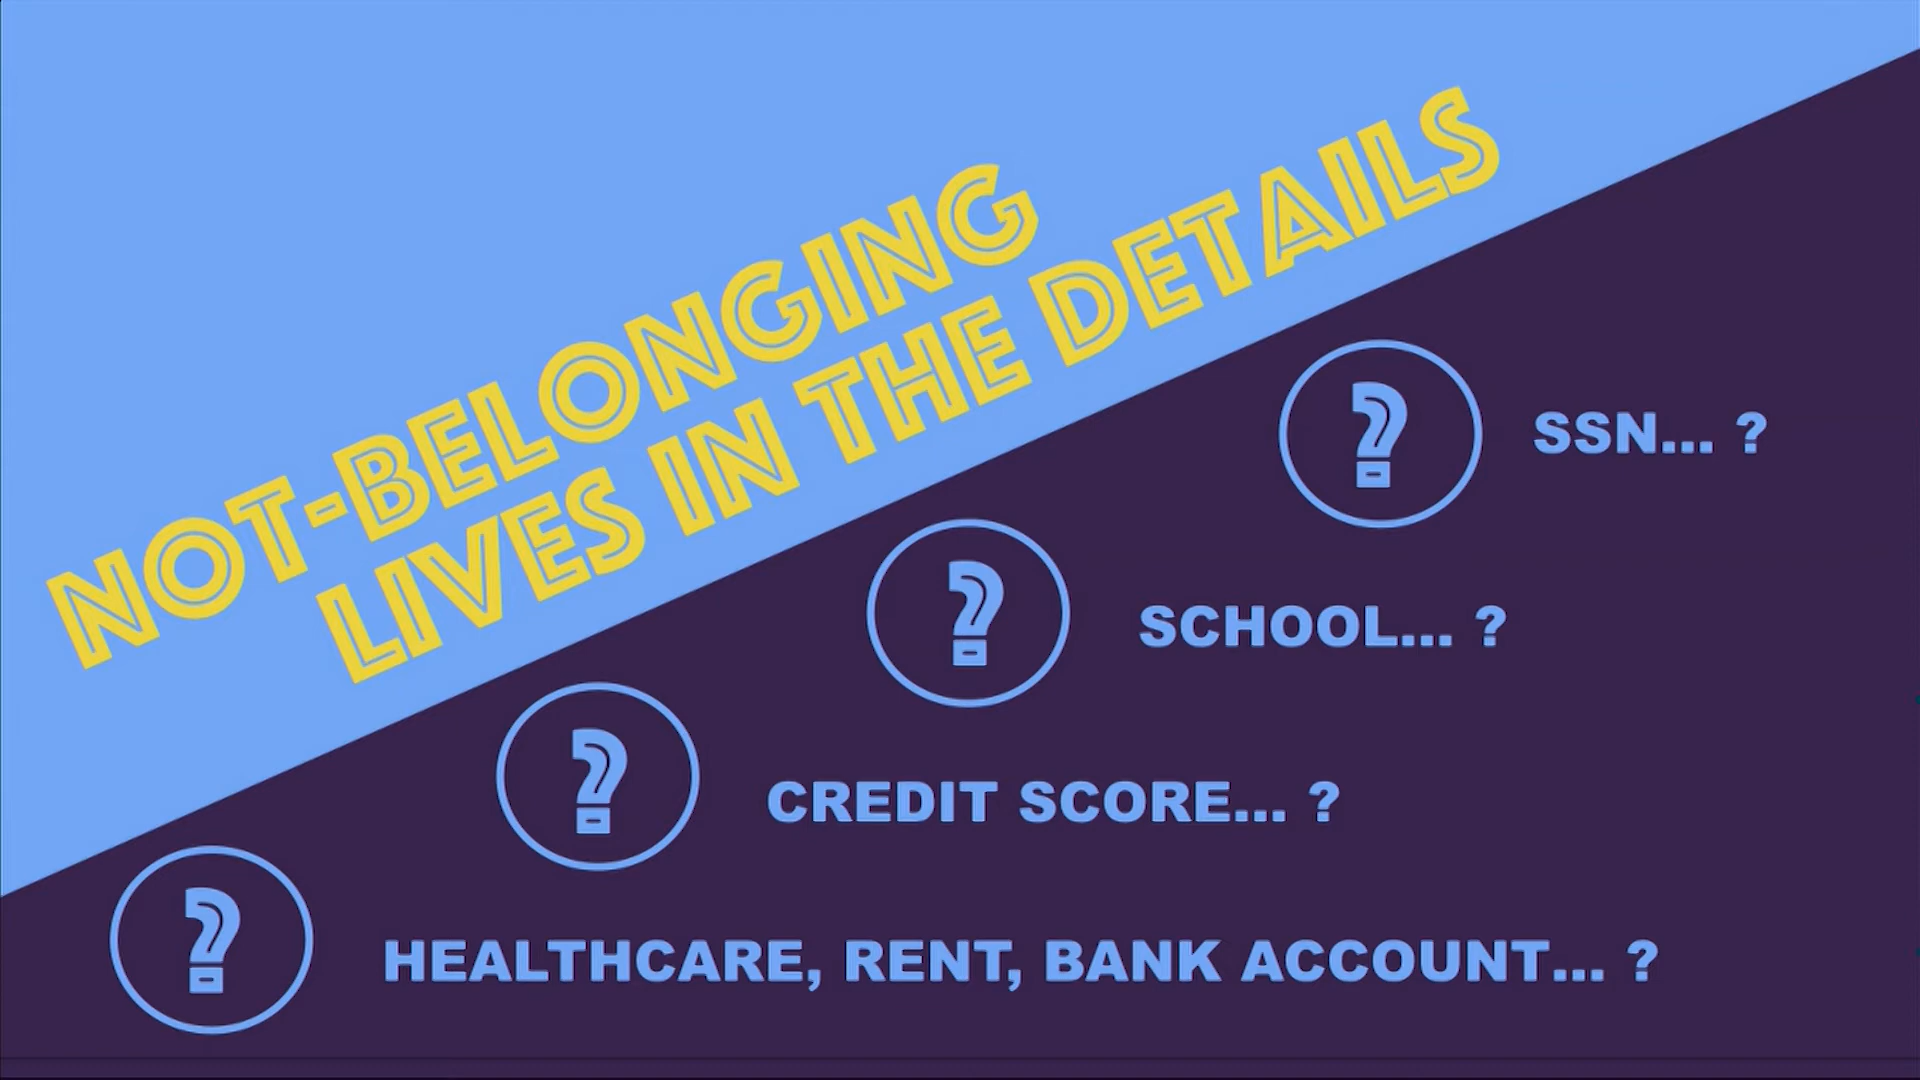 NOT-BELONGING
LIVES IN THE DETAILS
? SSN... ?
? SCHOOL... ?
? CREDIT SCORE... ?
? HEALTHCARE, RENT, BANK ACCOUNT... ?